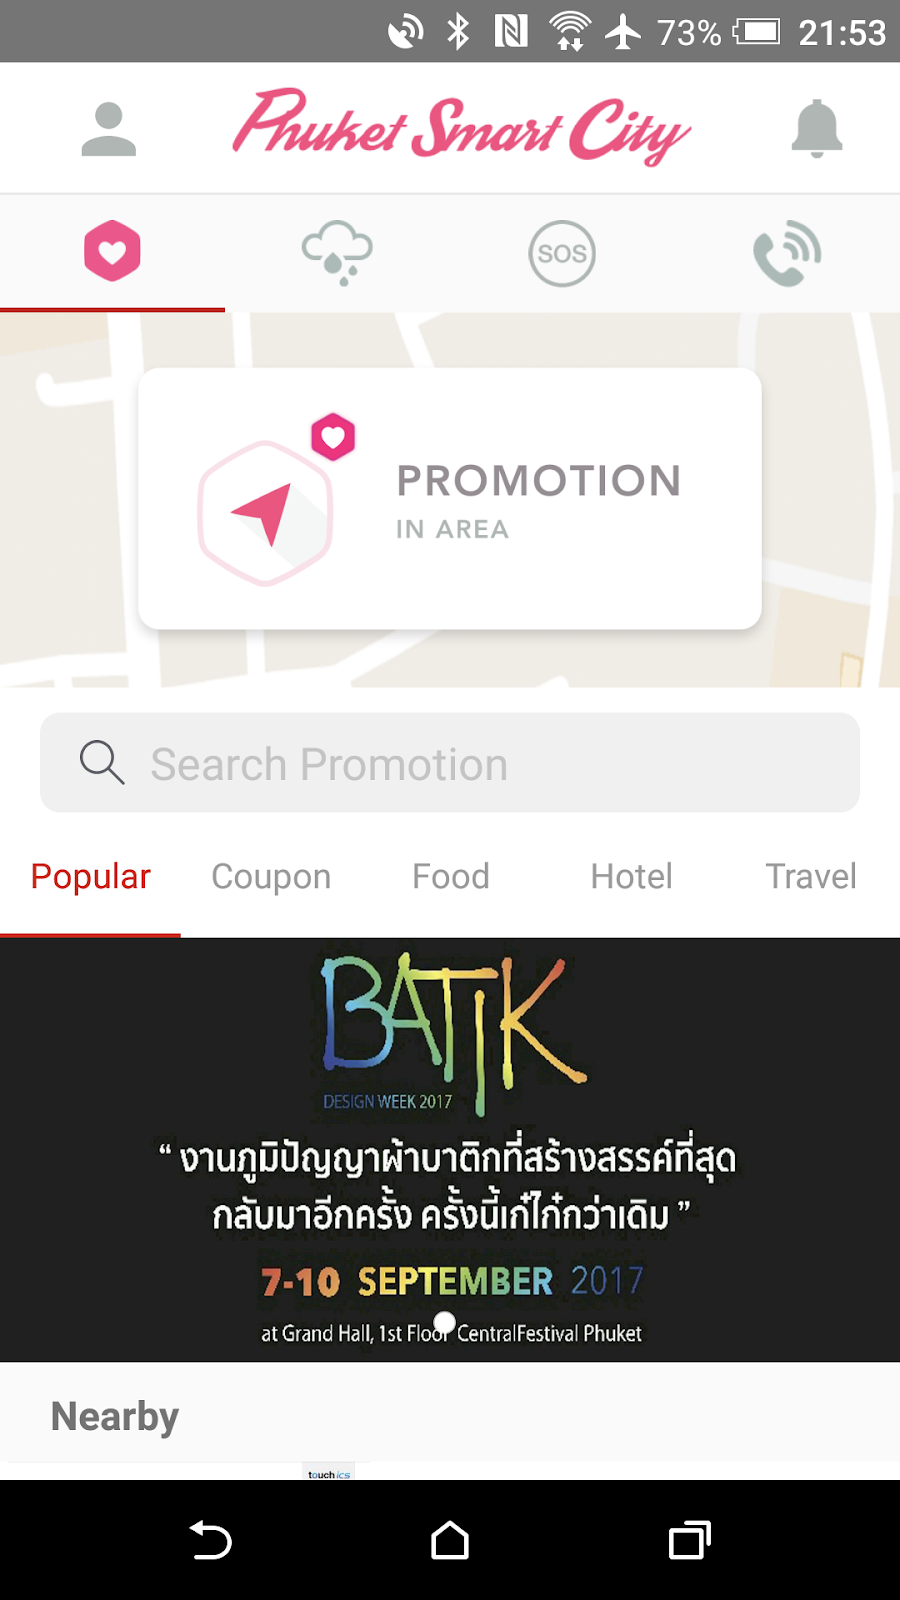 73% 21:53
Phuket Smart City
SOS
PROMOTION
IN AREA
Search Promotion
Popular Coupon Food Hotel Travel
BATIK
DESIGN WEEK 2017
“ งานภูมิปัญญาผ้าบาติกที่สร้างสรรค์ที่สุด
กลับมาอีกครั้ง ครั้งนี้เก๋ไก๋กว่าเดิม ”
7-10 SEPTEMBER 2017
at Grand Hall, 1st Floor CentralFestival Phuket
Nearby
touch ics